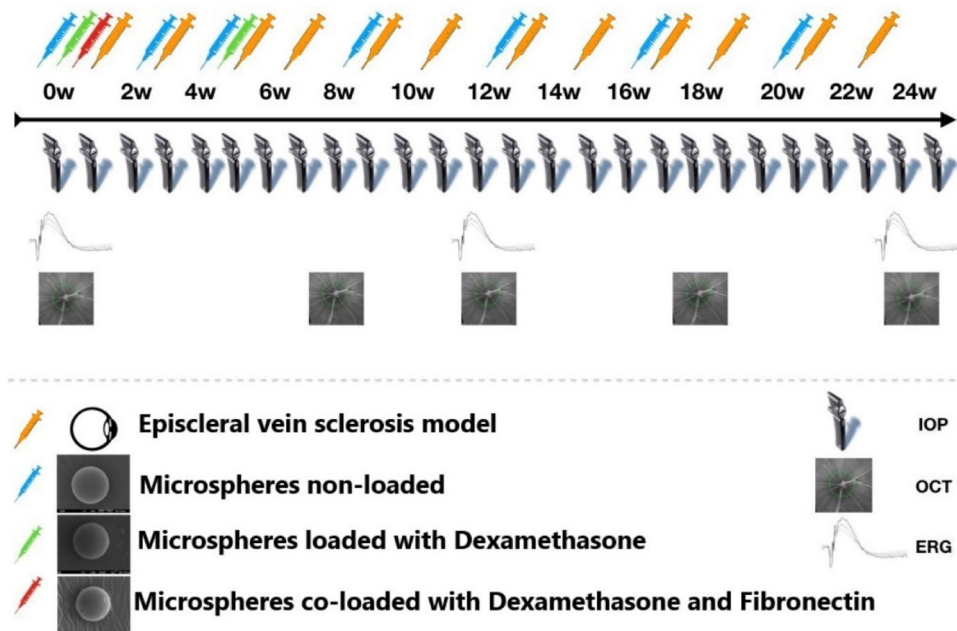 0w 2w 4w 6w 8w 10w 12w 14w 16w 18w 20w 22w 24w
Episcleral vein sclerosis model
IOP
Microspheres non-loaded
OCT
Microspheres loaded with Dexamethasone
ERG
Microspheres co-loaded with Dexamethasone and Fibronectin